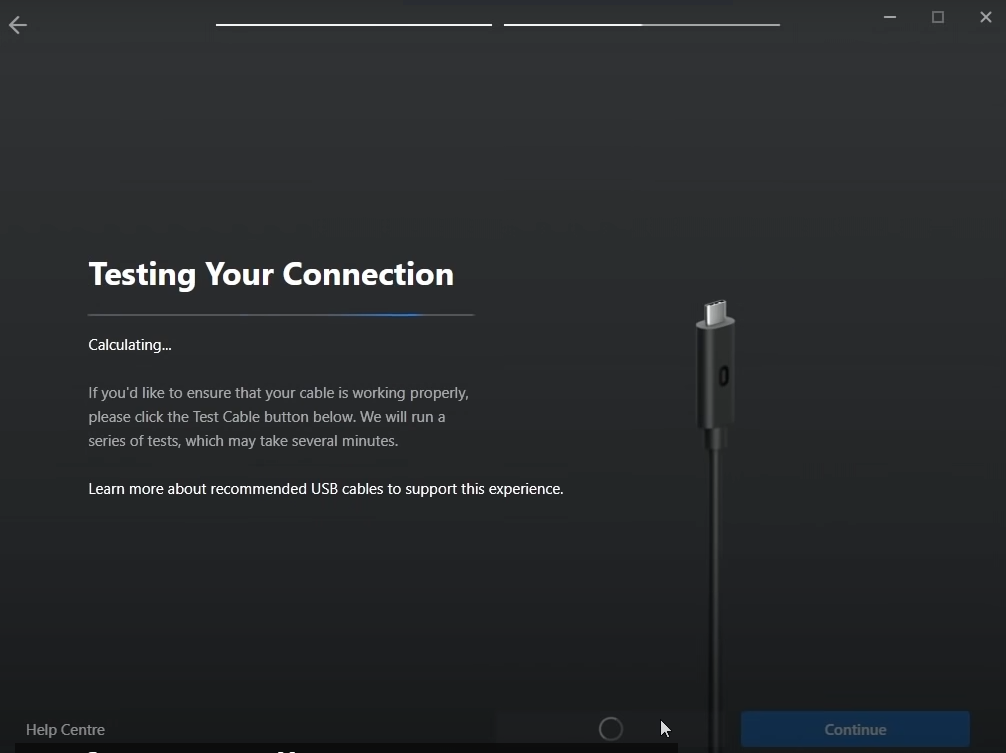 Testing Your Connection
Calculating...
If you'd like to ensure that your cable is working properly,
please click the Test Cable button below. We will run a
series of tests, which may take several minutes.
Learn more about recommended USB cables to support this experience.
Help Centre
Continue